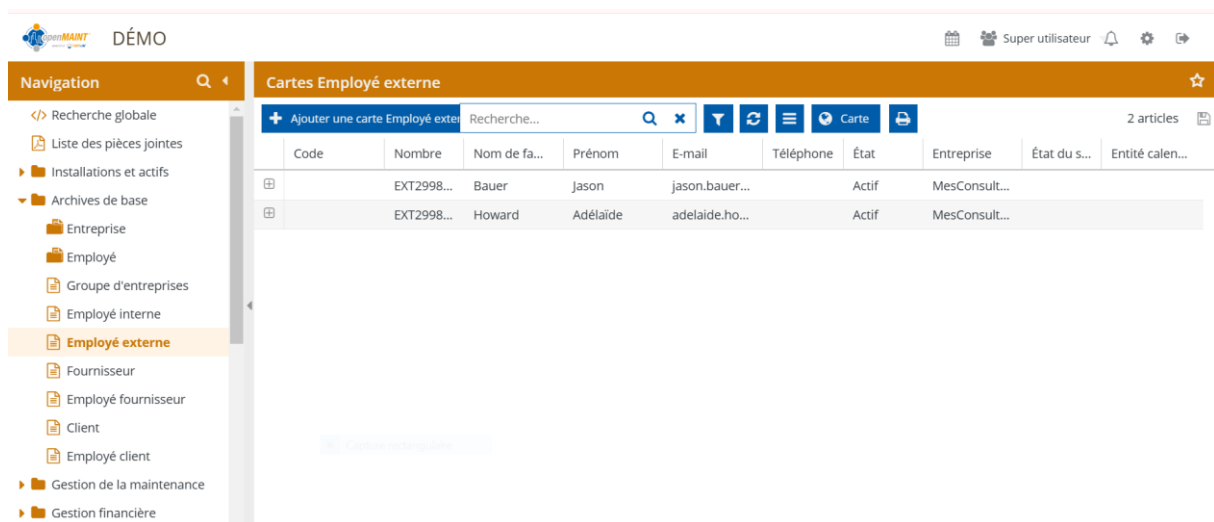 openMAINT DÉMO Super utilisateur
Navigation
Cartes Employé externe
Recherche globale
Liste des pièces jointes
Installations et actifs
Archives de base
Entreprise
Employé
Groupe d'entreprises
Employé interne
Employé externe
Fournisseur
Employé fournisseur
Client
Employé client
Gestion de la maintenance
Gestion financière
Ajouter une carte Employé exter Recherche... Carte 2 articles
Code Nombre Nom de fa... Prénom E-mail Téléphone État Entreprise État du s... Entité calen...
EXT2998... Bauer Jason jason.bauer... Actif MesConsult...
EXT2998... Howard Adélaïde adelaide.ho... Actif MesConsult...